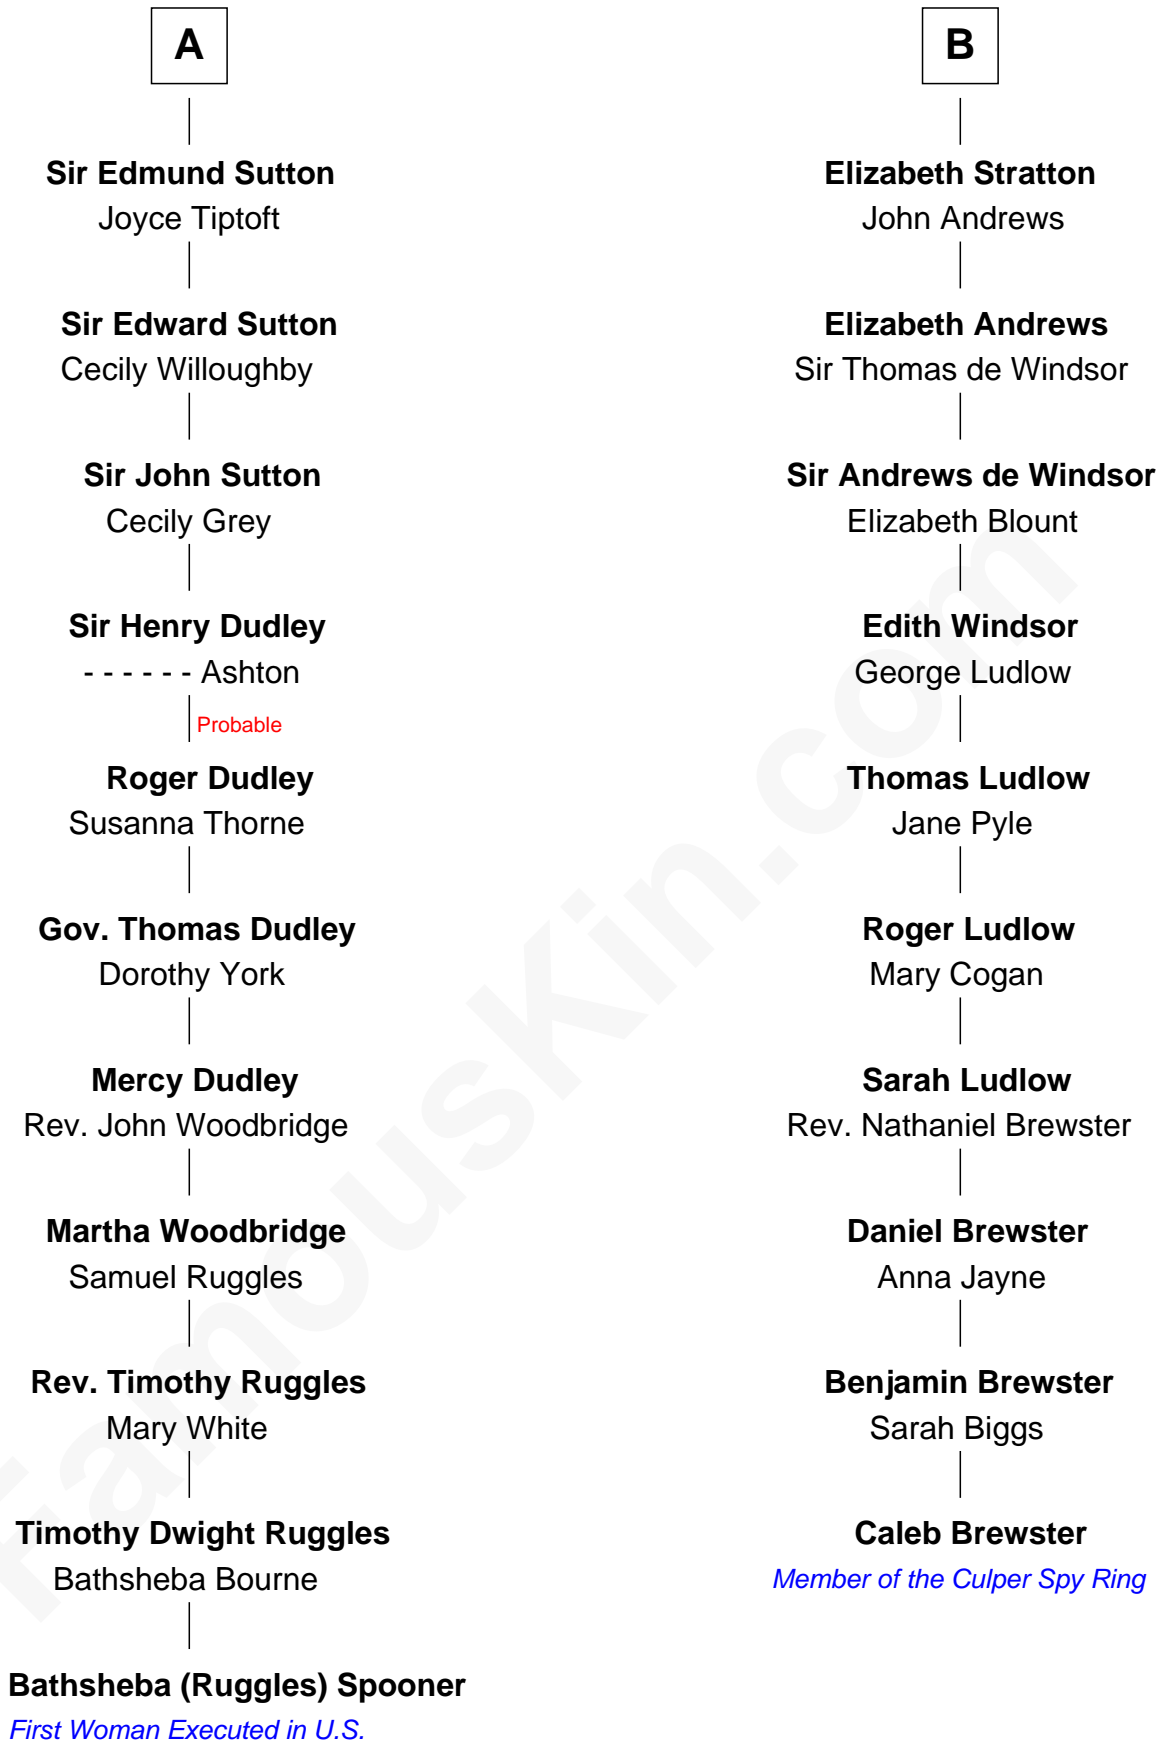 A
Sir Edmund Sutton
Joyce Tiptoft
Sir Edward Sutton
Cecily Willoughby
Sir John Sutton
Cecily Grey
Sir Henry Dudley
- - - - - - Ashton
Probable
Roger Dudley
Susanna Thorne
Gov. Thomas Dudley
Dorothy York
Mercy Dudley
Rev. John Woodbridge
Martha Woodbridge
Samuel Ruggles
Rev. Timothy Ruggles
Mary White
Timothy Dwight Ruggles
Bathsheba Bourne
Bathsheba (Ruggles) Spooner
First Woman Executed in U.S.
B
Elizabeth Stratton
John Andrews
Elizabeth Andrews
Sir Thomas de Windsor
Sir Andrews de Windsor
Elizabeth Blount
Edith Windsor
George Ludlow
Thomas Ludlow
Jane Pyle
Roger Ludlow
Mary Cogan
Sarah Ludlow
Rev. Nathaniel Brewster
Daniel Brewster
Anna Jayne
Benjamin Brewster
Sarah Biggs
Caleb Brewster
Member of the Culper Spy Ring
FamousKin.com